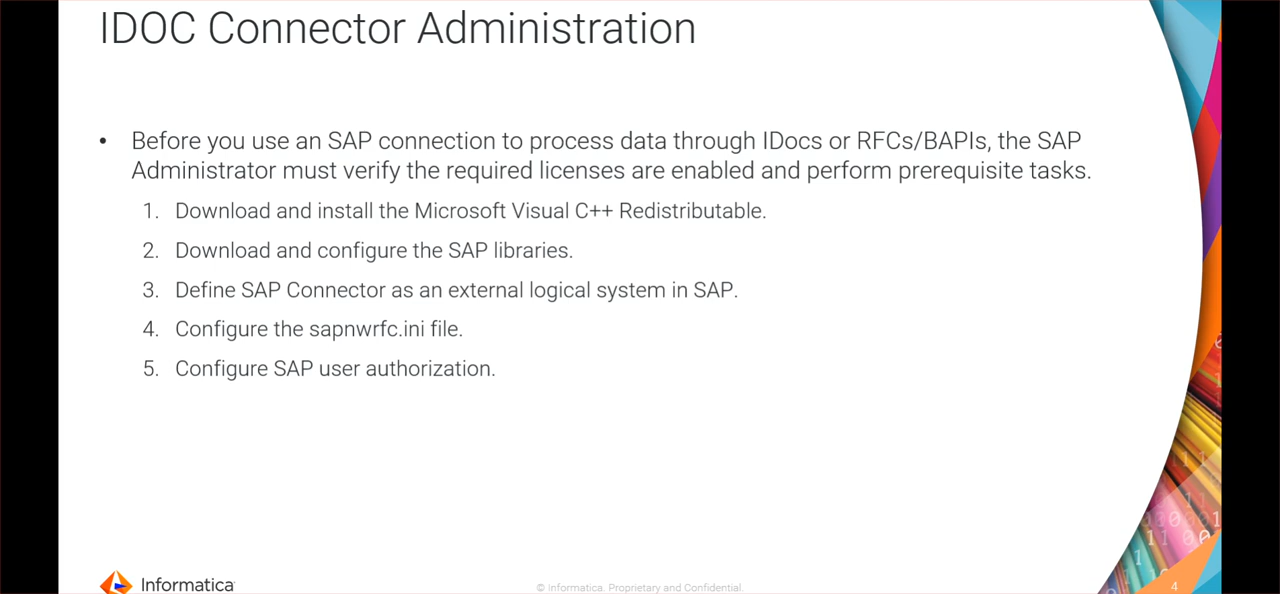 IDOC Connector Administration
• Before you use an SAP connection to process data through IDocs or RFCs/BAPIs, the SAP
Administrator must verify the required licenses are enabled and perform prerequisite tasks.
1. Download and install the Microsoft Visual C++ Redistributable.
2. Download and configure the SAP libraries.
3. Define SAP Connector as an external logical system in SAP.
4. Configure the sapnwrfc.ini file.
5. Configure SAP user authorization.
Informatica
© Informatica. Proprietary and Confidential.
4